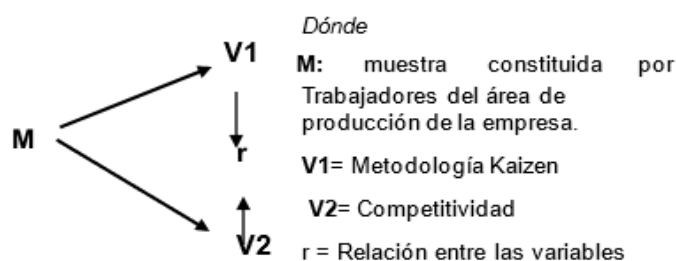 Dónde
V1
M: muestra constituida por
Trabajadores del área de
producción de la empresa.
M
r
V1= Metodología Kaizen
V2= Competitividad
V2
r = Relación entre las variables